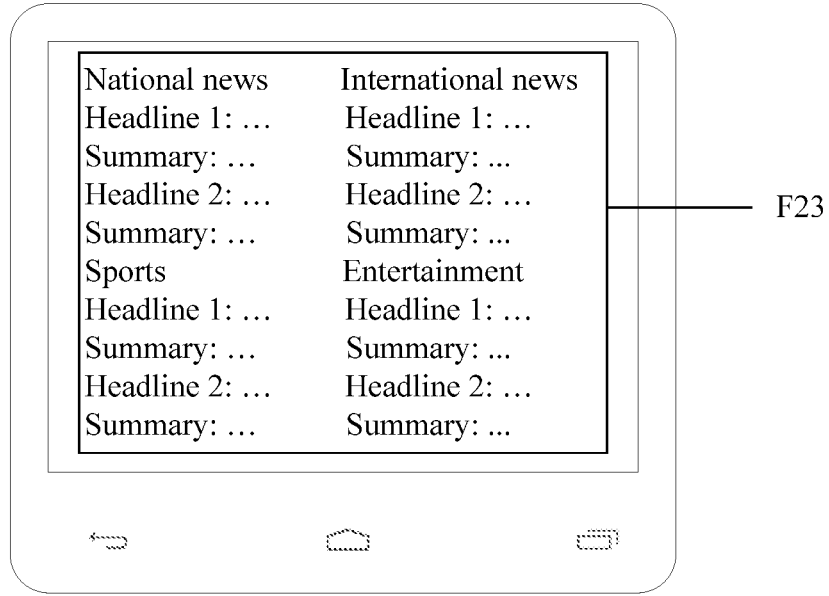 National news International news
Headline 1: … Headline 1: …
Summary: … Summary: ...
Headline 2: … Headline 2: …
Summary: … Summary: ...
Sports Entertainment
Headline 1: … Headline 1: …
Summary: … Summary: ...
Headline 2: … Headline 2: …
Summary: … Summary: ...
F23